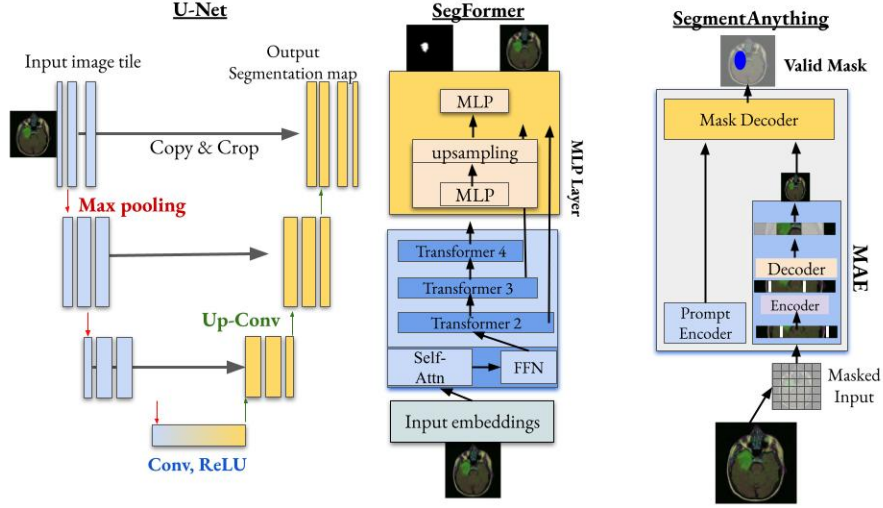 U-Net
Input image tile
Output
Segmentation map
Copy & Crop
Max pooling
Up-Conv
Conv, ReLU
SegFormer
MLP
upsampling
MLP
MLP Layer
Transformer 4
Transformer 3
Transformer 2
Self-
Attn
FFN
Input embeddings
SegmentAnything
Valid Mask
Mask Decoder
MAE
Decoder
Encoder
Prompt
Encoder
Masked
Input